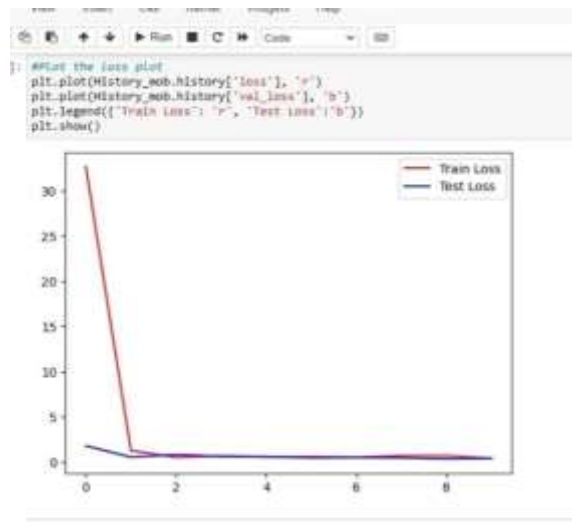 Run Code
]: #Plot the loss plot
plt.plot(History_mob.history['loss'], 'r')
plt.plot(History_mob.history['val_loss'], 'b')
plt.legend({'Train Loss': 'r', 'Test Loss':'b'})
plt.show()
Train Loss
Test Loss
30
25
20
15
10
5
0
0 2 4 6 8